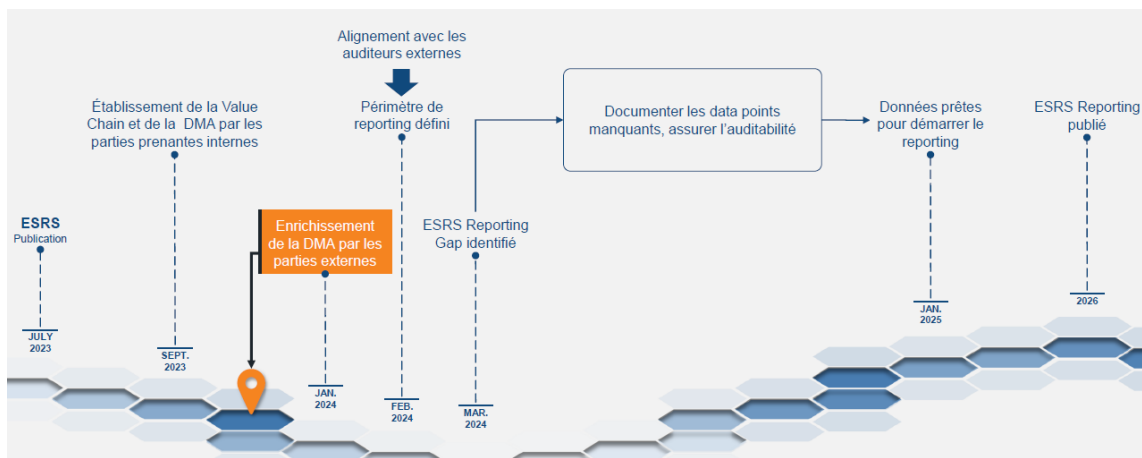 Alignement avec les
auditeurs externes
Établissement de la Value
Chain et de la DMA par les
parties prenantes internes
Périmètre de
reporting défini
Documenter les data points
manquants, assurer l'auditabilité
Données prêtes
pour démarrer le
reporting
ESRS Reporting
publié
ESRS
Publication
Enrichissement
de la DMA par les
parties externes
ESRS Reporting
Gap identifié
JULY
2023
SEPT.
2023
JAN.
2024
FEB.
2024
MAR.
2024
JAN.
2025
2026